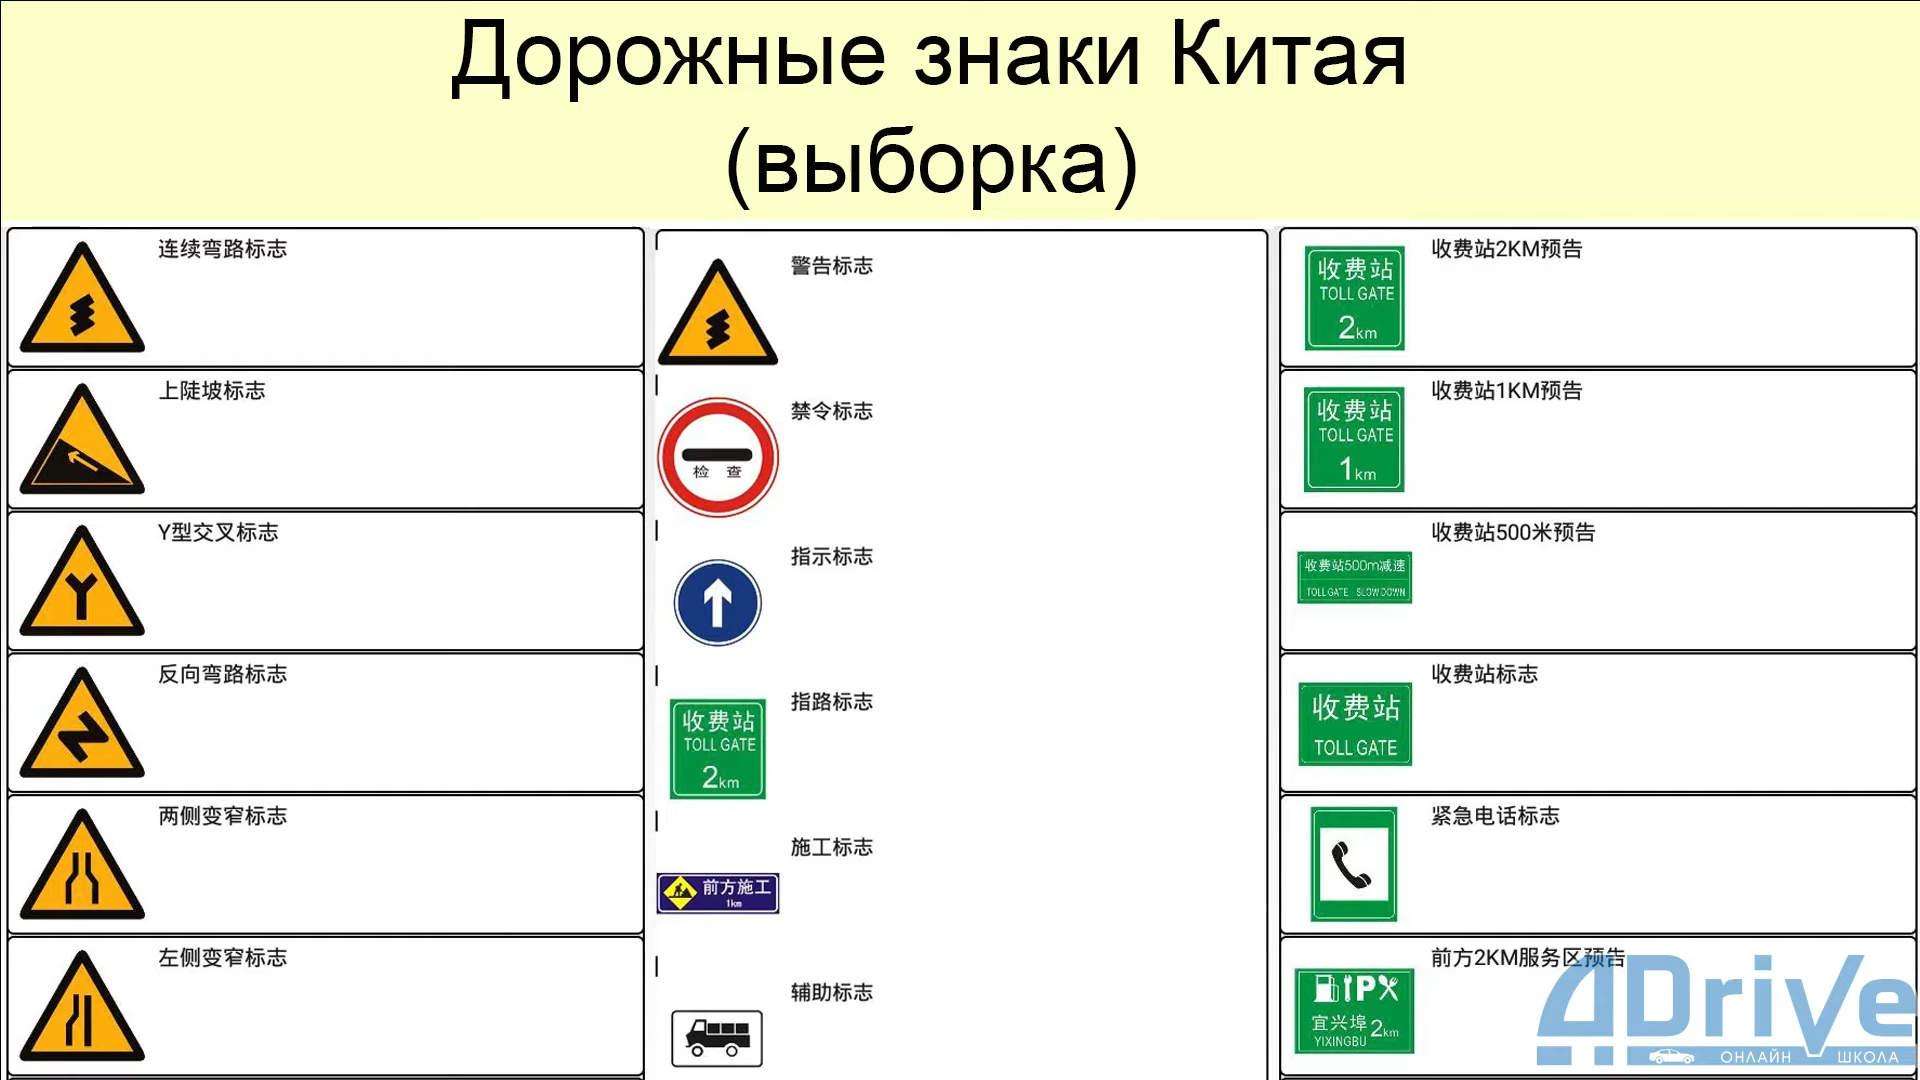 Дорожные знаки Китая
(выборка)
连续弯路标志
上陡坡标志
Y型交叉标志
反向弯路标志
两侧变窄标志
左侧变窄标志
警告标志
禁令标志
检 查
指示标志
指路标志
收费站
TOLL GATE
2km
施工标志
前方施工
1km
辅助标志
收费站2KM预告
收费站
TOLL GATE
2km
收费站1KM预告
收费站
TOLL GATE
1km
收费站500米预告
收费站500m减速
TOLL GATE SLOW DOWN
收费站标志
收费站
TOLL GATE
紧急电话标志
前方2KM服务区预告
P
宜兴埠 2km
YIXINGBU
4Drive
ОНЛАЙН ШКОЛА